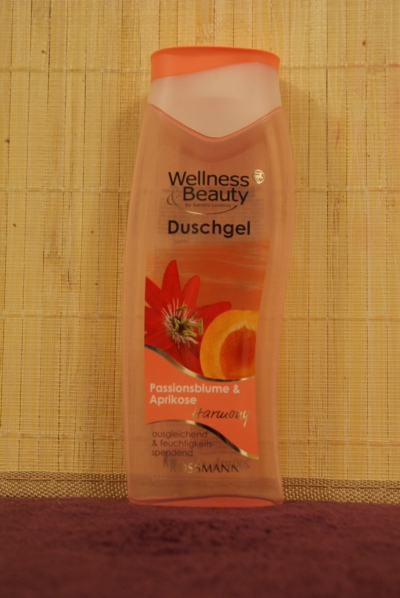 Wellness
& Beauty
Duschgel
Passionsblume &
Aprikose
Harmony
ausgleichend
& feuchtigkeits-
spendend
ROSSMANN